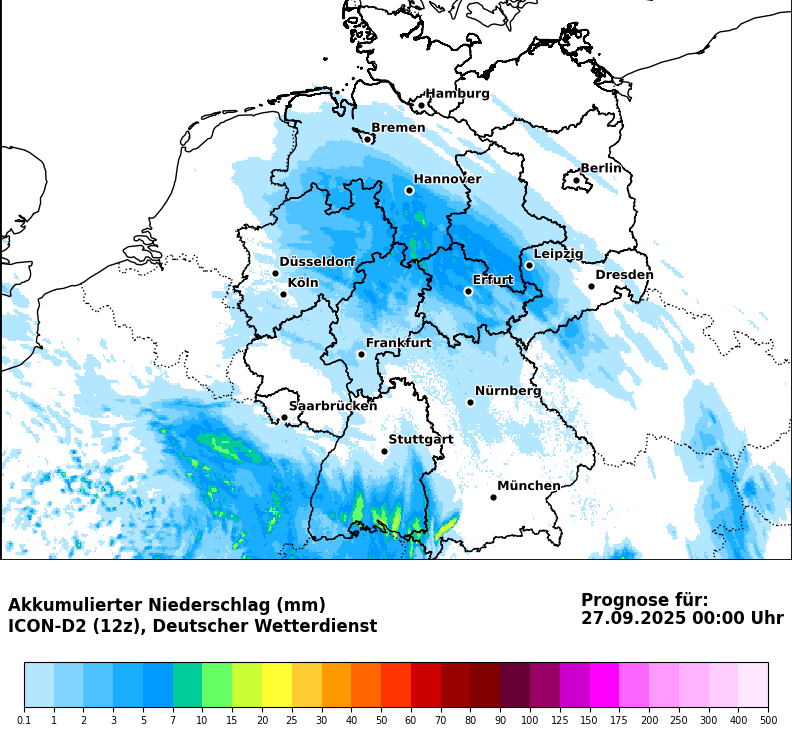 Hamburg
Bremen
Berlin
Hannover
Leipzig
Düsseldorf
Dresden
Köln
Erfurt
Frankfurt
Nürnberg
Saarbrücken
Stuttgart
München
Akkumulierter Niederschlag (mm)
ICON-D2 (12z), Deutscher Wetterdienst
Prognose für:
27.09.2025 00:00 Uhr
0.1 1 2 3 5 7 10 15 20 25 30 40 50 60 70 80 90 100 125 150 175 200 250 300 400 500